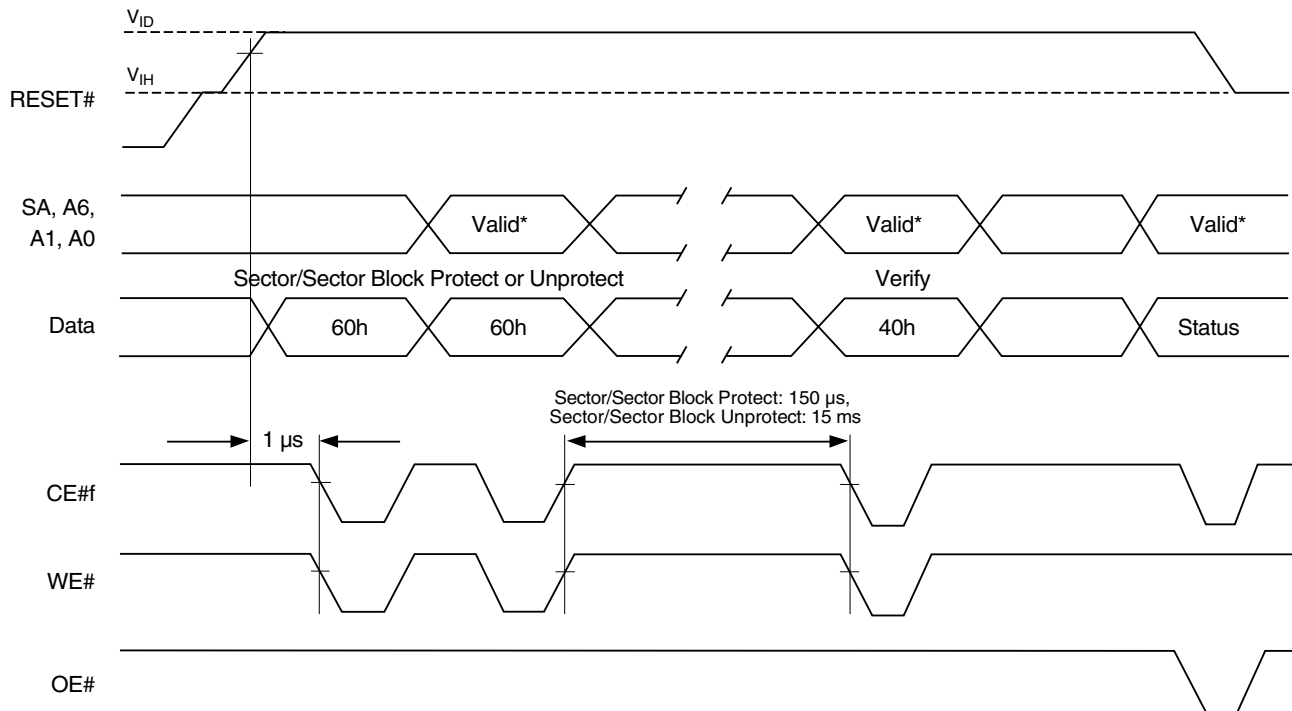 VID
VIH
RESET#
SA, A6,
A1, A0
Valid*
Valid*
Valid*
Sector/Sector Block Protect or Unprotect
Verify
Data
60h
60h
40h
Status
Sector/Sector Block Protect: 150 µs,
Sector/Sector Block Unprotect: 15 ms
1 µs
CE#f
WE#
OE#